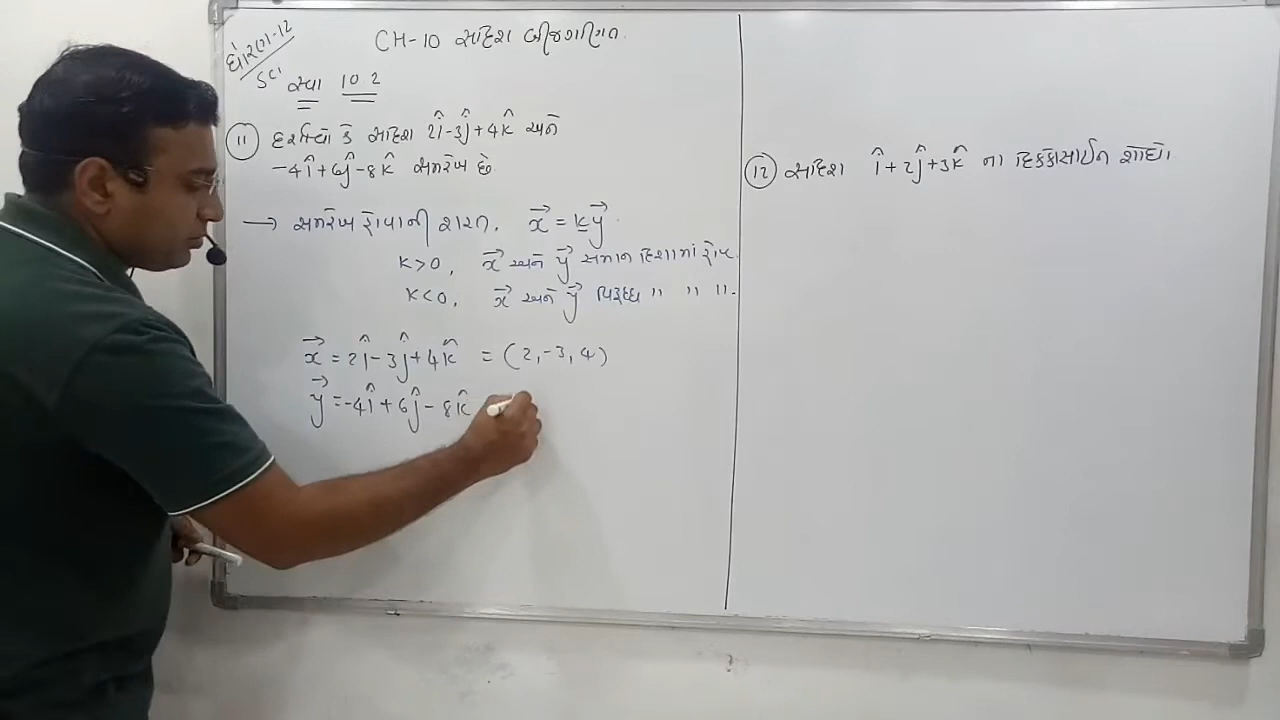 ધોરણ-12
Sci
CH-10 સદિશ બીજગણિત.
સ્વા 10.2
(11) દર્શાવો કે સદિશ 2î-3ĵ+4k̂ અને
-4î+6ĵ-8k̂ સમરેખ છે.
→ સમરેખ હોવાની શરત, x⃗ = ky⃗.
k>0, x⃗ અને y⃗ સમાન દિશામાં હોય.
k<0, x⃗ અને y⃗ વિરૂદ્ધ '' '' ''.
x⃗ = 2î-3ĵ+4k̂ = (2,-3,4)
y⃗ = -4î+6ĵ-8k̂
(12) સદિશ î+2ĵ+3k̂ ના દિક્કોસાઈન શોધો.